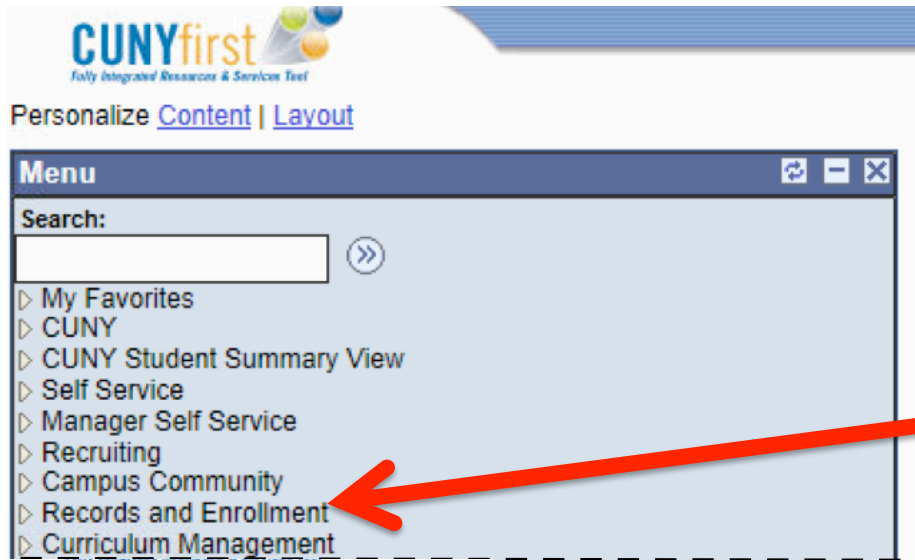 CUNYfirst
Fully Integrated Resources & Services Tool
Personalize Content | Layout
Menu
Search:
My Favorites
CUNY
CUNY Student Summary View
Self Service
Manager Self Service
Recruiting
Campus Community
Records and Enrollment
Curriculum Management